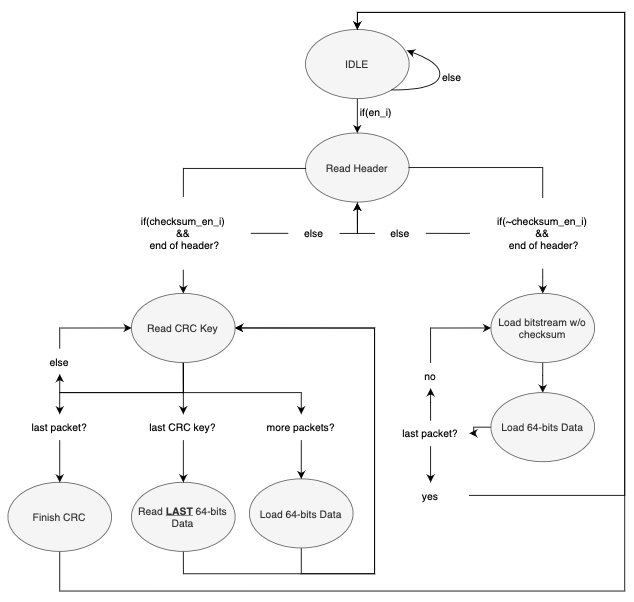 IDLE
else
if(en_i)
Read Header
if(checksum_en_i)
&&
end of header?
else
else
if(~checksum_en_i)
&&
end of header?
Read CRC Key
Load bitstream w/o
checksum
else
no
last packet?
last CRC key?
more packets?
last packet?
Load 64-bits Data
yes
Finish CRC
Read LAST 64-bits
Data
Load 64-bits Data